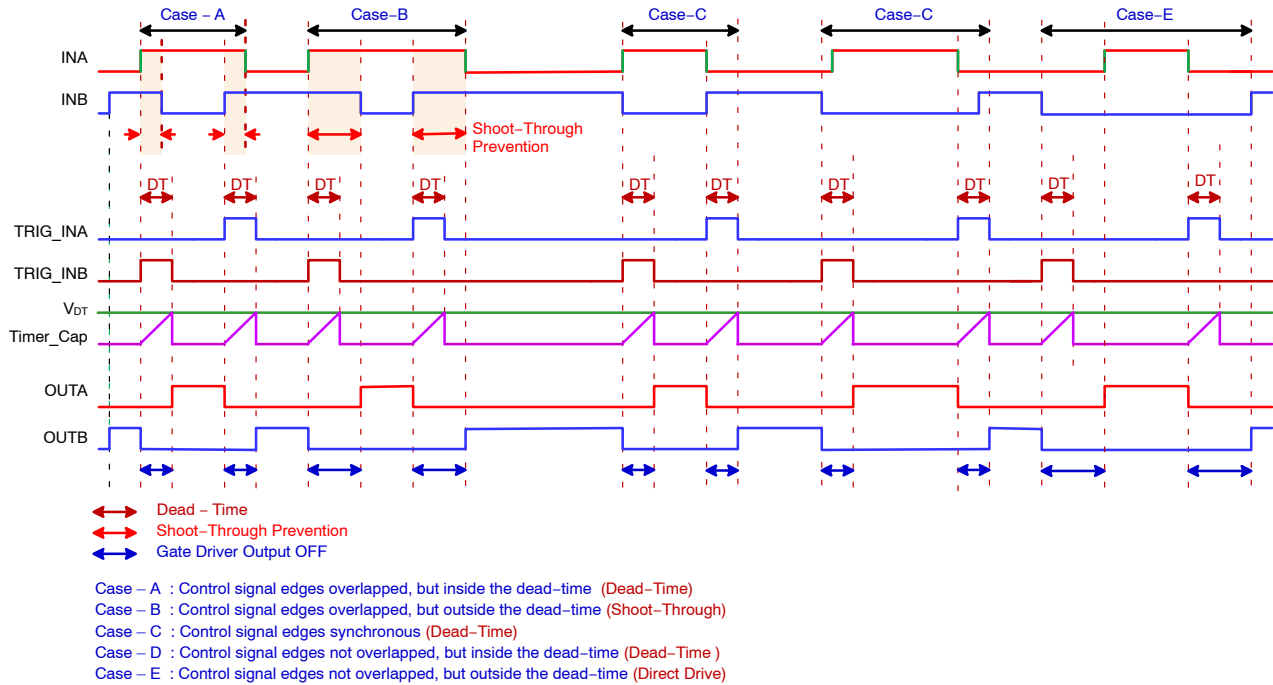 Case – A Case–B Case–C Case–C Case–E
INA
INB
Shoot–Through
Prevention
DT DT DT DT DT DT DT DT DT DT
TRIG_INA
TRIG_INB
VDT
Timer_Cap
OUTA
OUTB
Dead – Time
Shoot–Through Prevention
Gate Driver Output OFF
Case – A : Control signal edges overlapped, but inside the dead–time (Dead–Time)
Case – B : Control signal edges overlapped, but outside the dead–time (Shoot–Through)
Case – C : Control signal edges synchronous (Dead–Time)
Case – D : Control signal edges not overlapped, but inside the dead–time (Dead–Time )
Case – E : Control signal edges not overlapped, but outside the dead–time (Direct Drive)